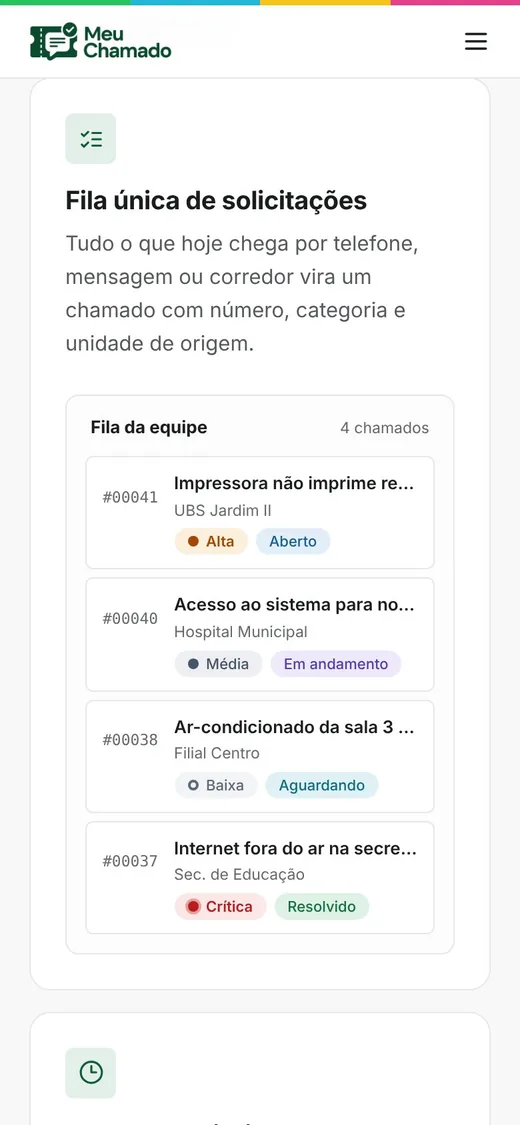 Meu
Chamado
Fila única de solicitações
Tudo o que hoje chega por telefone,
mensagem ou corredor vira um
chamado com número, categoria e
unidade de origem.
Fila da equipe 4 chamados
#00041 Impressora não imprime re...
UBS Jardim II
Alta Aberto
#00040 Acesso ao sistema para no...
Hospital Municipal
Média Em andamento
#00038 Ar-condicionado da sala 3 ...
Filial Centro
Baixa Aguardando
#00037 Internet fora do ar na secre...
Sec. de Educação
Crítica Resolvido